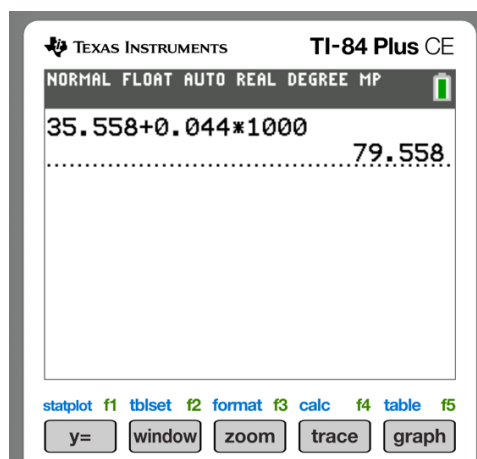 TEXAS INSTRUMENTS TI-84 Plus CE
NORMAL FLOAT AUTO REAL DEGREE MP
35.558+0.044*1000
79.558
statplot f1 tblset f2 format f3 calc f4 table f5
y= window zoom trace graph